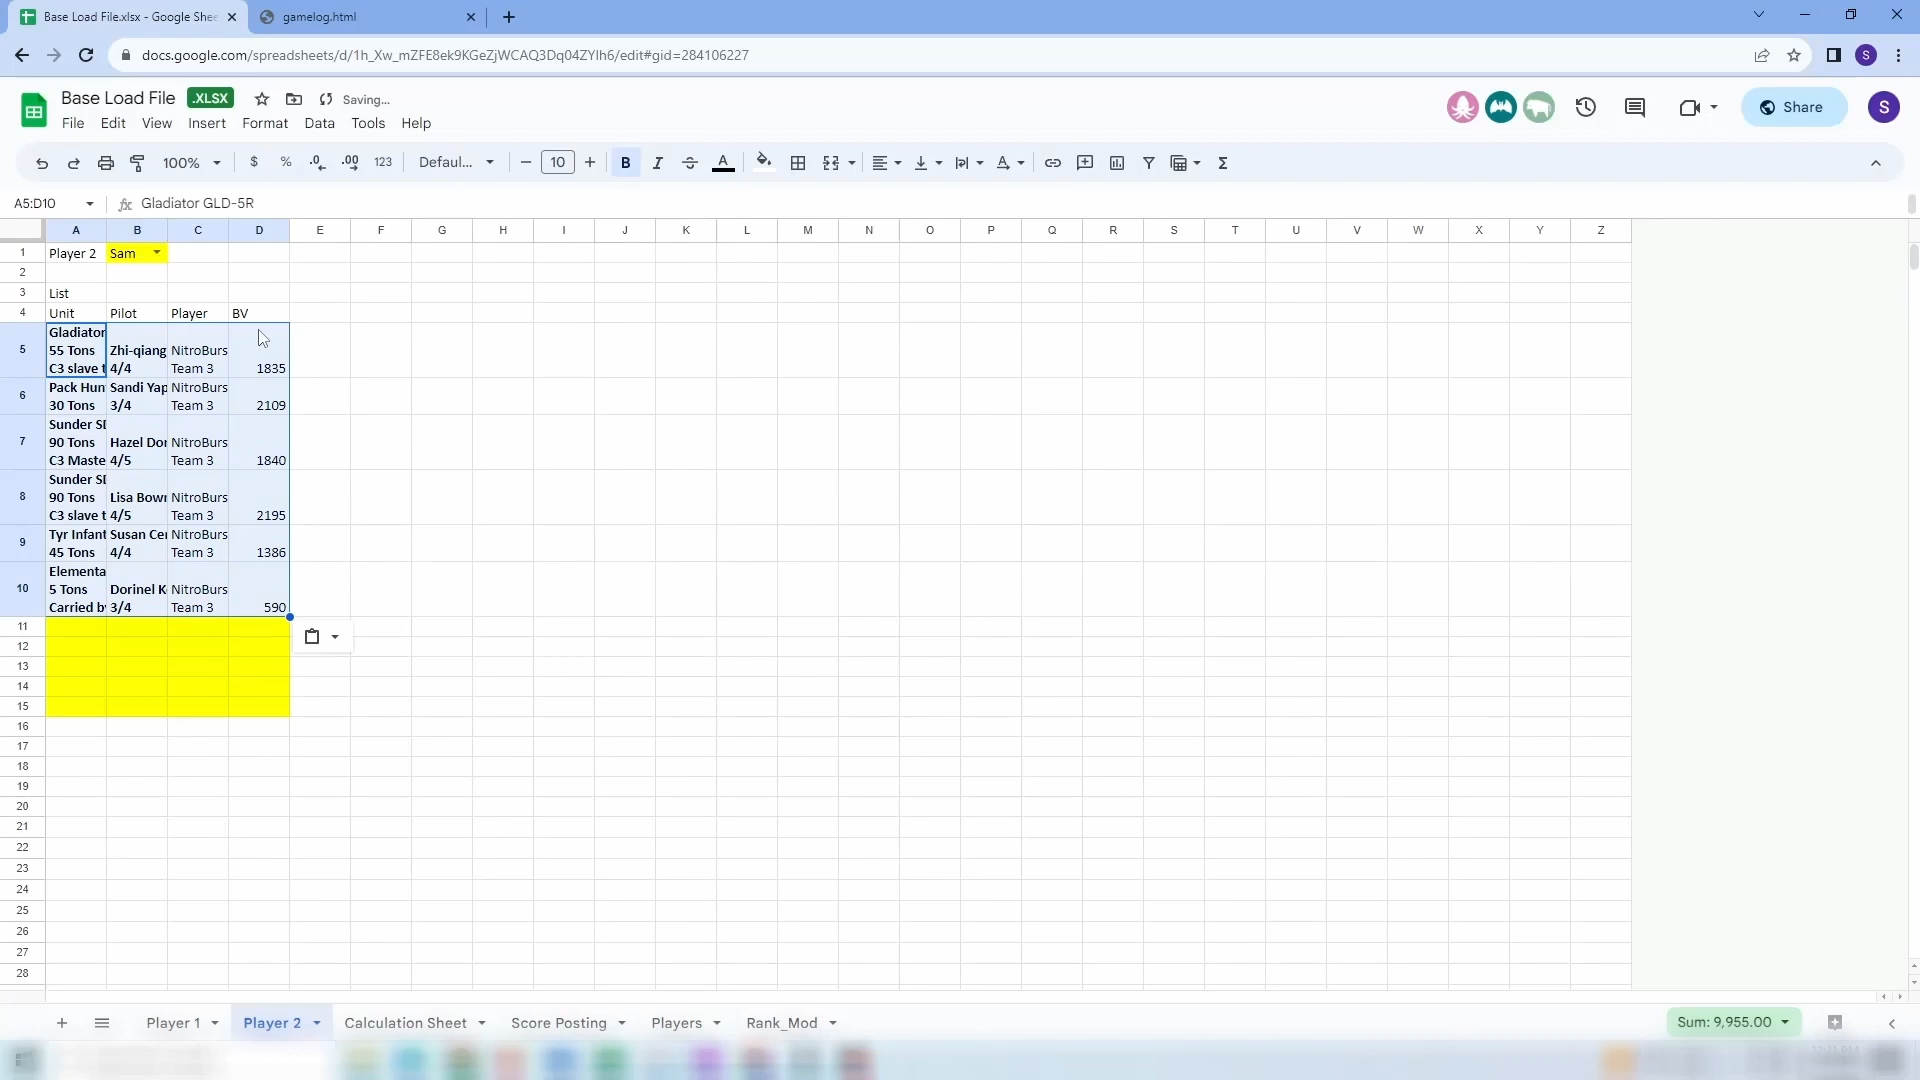 Base Load File.xlsx - Google Shee
gamelog.html
docs.google.com/spreadsheets/d/1h_Xw_mZFE8ek9KGeZjWCAQ3Dq04ZYlh6/edit#gid=284106227
S
Base Load File .XLSX Saving...
File Edit View Insert Format Data Tools Help
Share
S
100% $ % .0 .00 123 Defaul... 10 B I A
A5:D10 fx Gladiator GLD-5R
A B C D E F G H I J K L M N O P Q R S T U V W X Y Z
1 Player 2 Sam
2
3 List
4 Unit Pilot Player BV
Gladiator
5 55 Tons Zhi-qiang NitroBurs
C3 slave t 4/4 Team 3 1835
Pack Hun Sandi Yap NitroBurs
6 30 Tons 3/4 Team 3 2109
Sunder SI
7 90 Tons Hazel Dor NitroBurs
C3 Maste 4/5 Team 3 1840
Sunder SI
8 90 Tons Lisa Bowr NitroBurs
C3 slave t 4/5 Team 3 2195
Tyr Infant Susan Cer NitroBurs
9 45 Tons 4/4 Team 3 1386
Elementa
10 5 Tons Dorinel K NitroBurs
Carried by 3/4 Team 3 590
11
12
13
14
15
16
17
18
19
20
21
22
23
24
25
26
27
28
Player 1 Player 2 Calculation Sheet Score Posting Players Rank_Mod Sum: 9,955.00